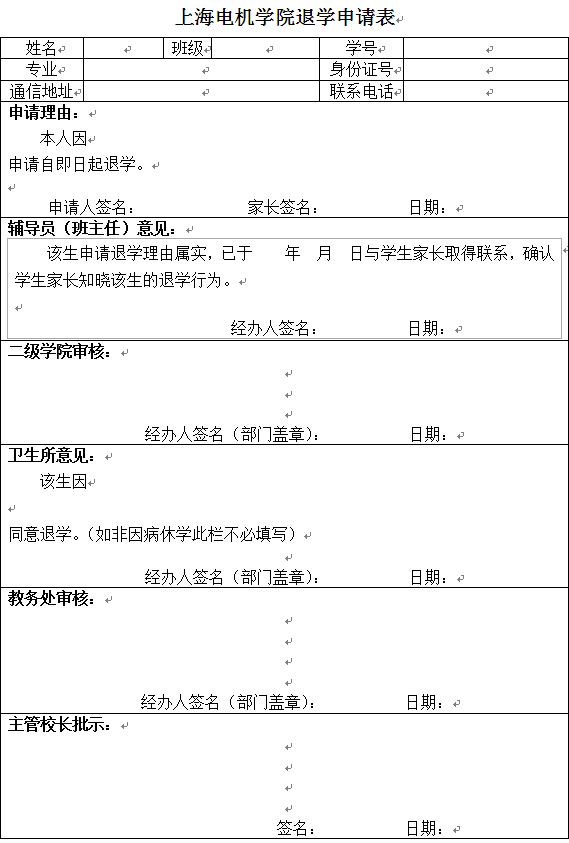 上海电机学院退学申请表
姓名 班级 学号
专业 身份证号
通信地址 联系电话
申请理由：
本人因
申请自即日起退学。
申请人签名： 家长签名： 日期：
辅导员（班主任）意见：
该生申请退学理由属实，已于 年 月 日与学生家长取得联系，确认
学生家长知晓该生的退学行为。
经办人签名： 日期：
二级学院审核：
经办人签名（部门盖章）： 日期：
卫生所意见：
该生因
同意退学。（如非因病休学此栏不必填写）
经办人签名（部门盖章）： 日期：
教务处审核：
经办人签名（部门盖章）： 日期：
主管校长批示：
签名： 日期：